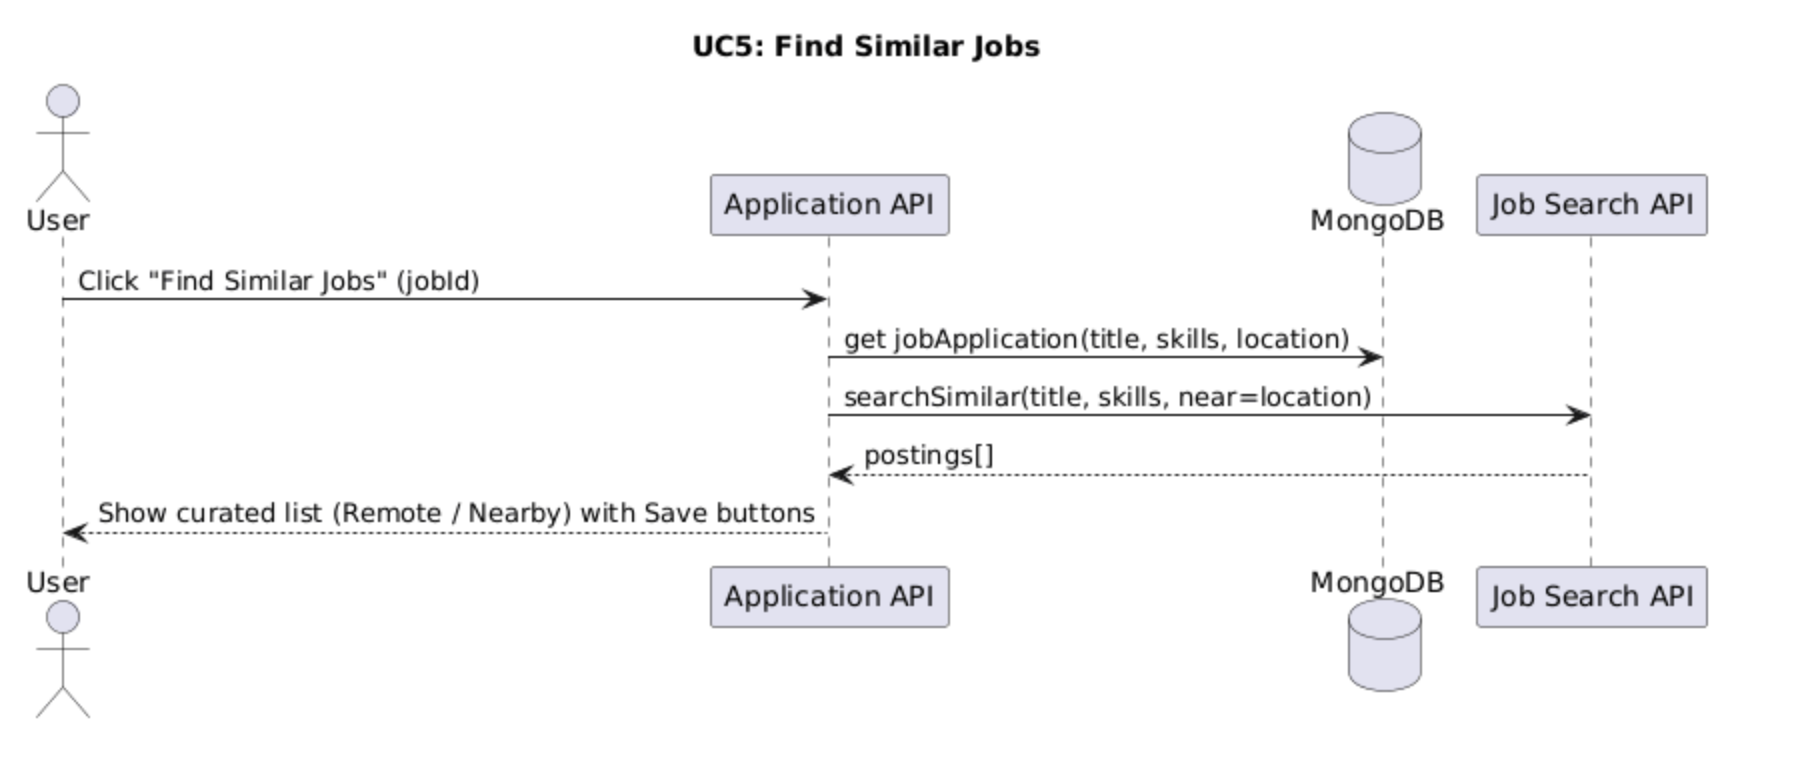 UC5: Find Similar Jobs
User
Application API
MongoDB
Job Search API
Click "Find Similar Jobs" (jobId)
get jobApplication(title, skills, location)
searchSimilar(title, skills, near=location)
postings[]
Show curated list (Remote / Nearby) with Save buttons
User
Application API
MongoDB
Job Search API